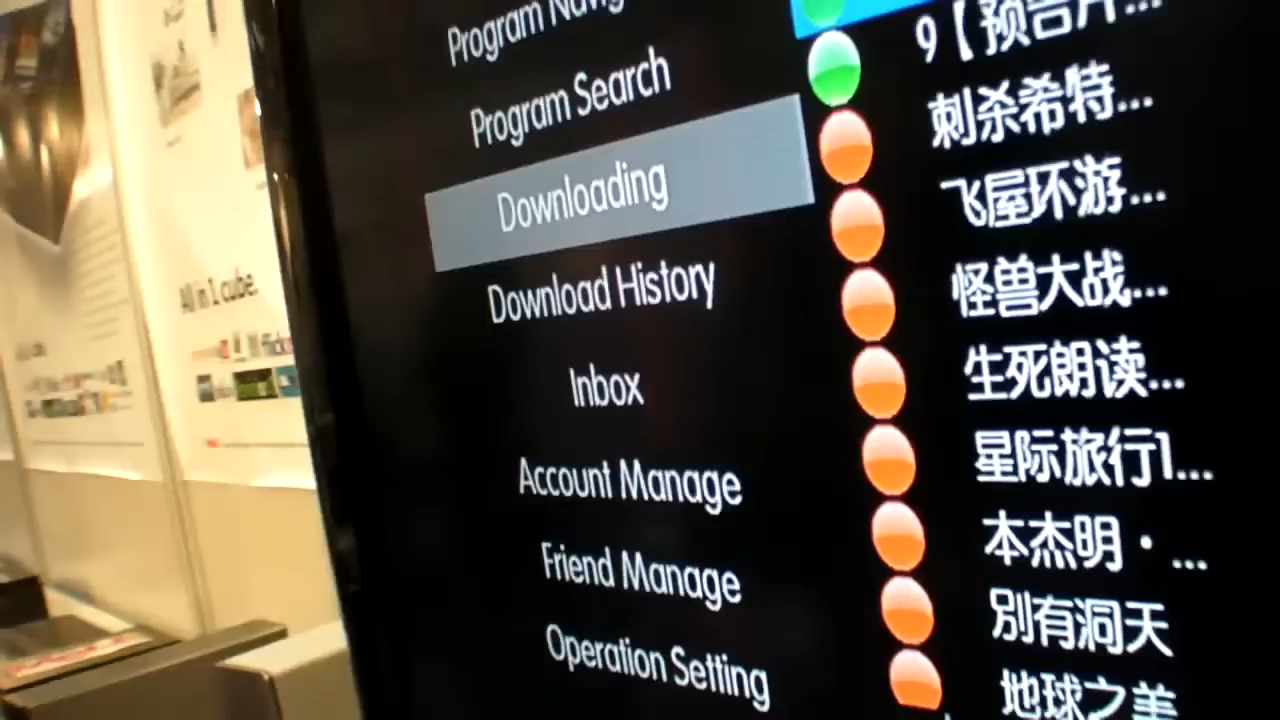 Program Navig
Program Search
Downloading
Download History
Inbox
Account Manage
Friend Manage
Operation Setting
9【预告片...
刺杀希特...
飞屋环游...
怪兽大战...
生死朗读...
星际旅行1...
本杰明·...
别有洞天
地球之美
All in 1 cube.